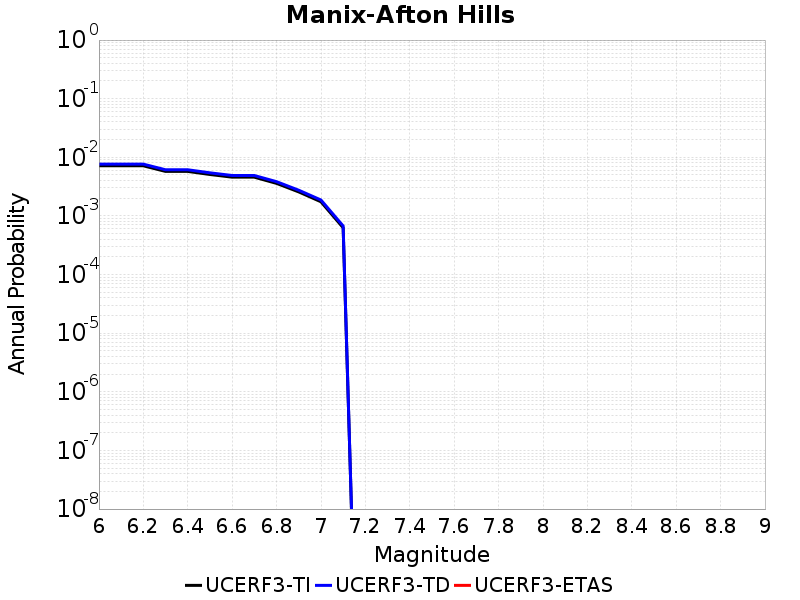 Manix-Afton Hills
10^0
10^-1
10^-2
10^-3
10^-4
10^-5
10^-6
10^-7
10^-8
Annual Probability
6 6.2 6.4 6.6 6.8 7 7.2 7.4 7.6 7.8 8 8.2 8.4 8.6 8.8 9
Magnitude
UCERF3-TI UCERF3-TD UCERF3-ETAS